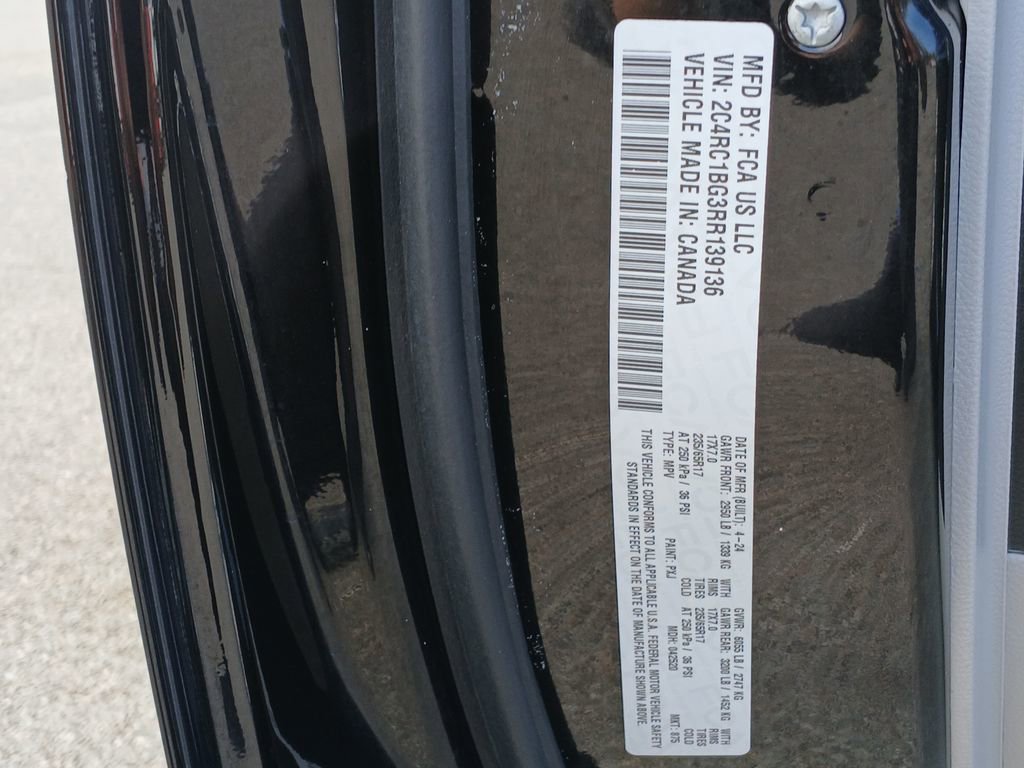 MFD BY: FCA US LLC
VIN: 2C4RC1BG3RR139136
VEHICLE MADE IN: CANADA
DATE OF MFR (BUILT): 4-24 GVWR: 6055 LB / 2747 KG
GAWR FRONT: 2950 LB / 1339 KG WITH GAWR REAR: 3200 LB / 1452 KG WITH
17X7.0 RIMS 17X7.0 RIMS
235/65R17 TIRES 235/65R17 TIRES
AT 250 kPa / 36 PSI COLD AT 250 kPa / 36 PSI COLD
TYPE: MPV PAINT: PXJ MDH: 042520 MKT: 875
THIS VEHICLE CONFORMS TO ALL APPLICABLE U.S.A. FEDERAL MOTOR VEHICLE SAFETY
STANDARDS IN EFFECT ON THE DATE OF MANUFACTURE SHOWN ABOVE.